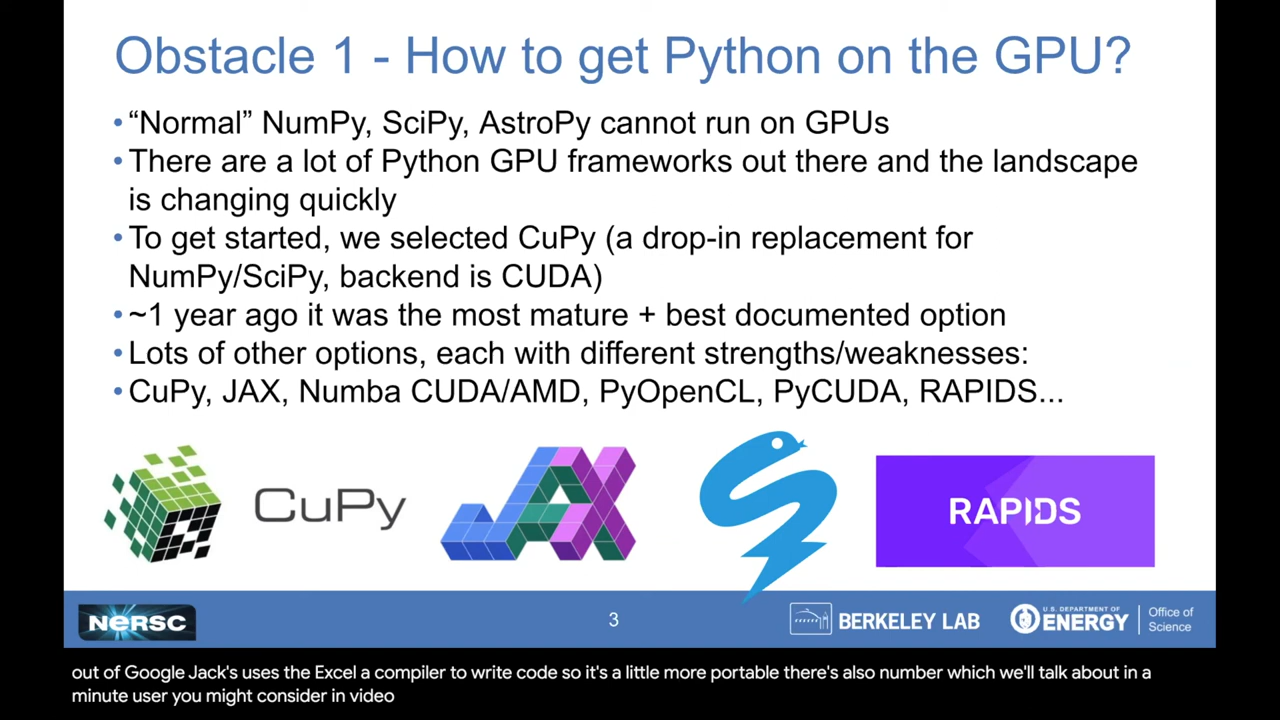 Obstacle 1 - How to get Python on the GPU?
• “Normal” NumPy, SciPy, AstroPy cannot run on GPUs
• There are a lot of Python GPU frameworks out there and the landscape
is changing quickly
• To get started, we selected CuPy (a drop-in replacement for
NumPy/SciPy, backend is CUDA)
• ~1 year ago it was the most mature + best documented option
• Lots of other options, each with different strengths/weaknesses:
• CuPy, JAX, Numba CUDA/AMD, PyOpenCL, PyCUDA, RAPIDS...
CuPy
JAX
RAPIDS
NERSC
3
BERKELEY LAB
U.S. DEPARTMENT OF
ENERGY
Office of
Science
out of Google Jack's uses the Excel a compiler to write code so it's a little more portable there's also number which we'll talk about in a
minute user you might consider in video